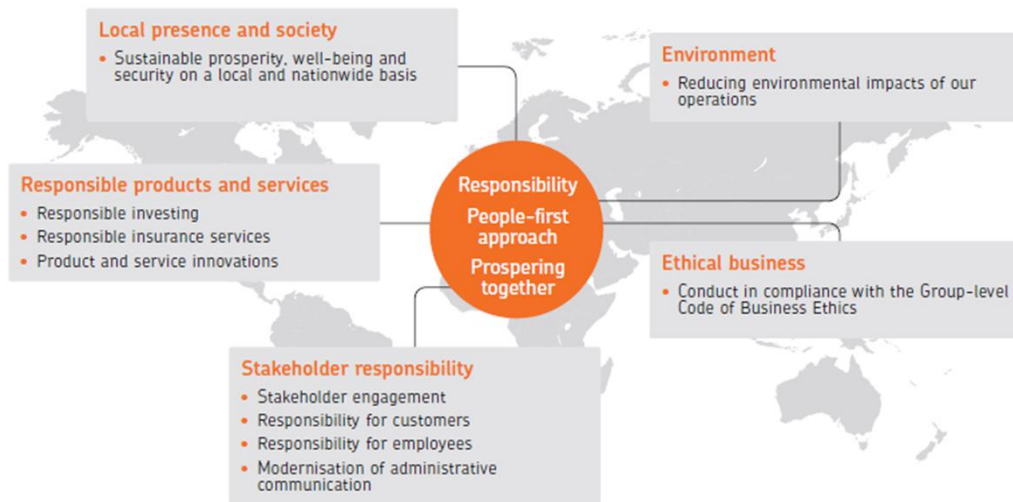 Local presence and society
• Sustainable prosperity, well-being and
security on a local and nationwide basis
Environment
• Reducing environmental impacts of our
operations
Responsible products and services
• Responsible investing
• Responsible insurance services
• Product and service innovations
Responsibility
People-first
approach
Prospering
together
Ethical business
• Conduct in compliance with the Group-level
Code of Business Ethics
Stakeholder responsibility
• Stakeholder engagement
• Responsibility for customers
• Responsibility for employees
• Modernisation of administrative
communication